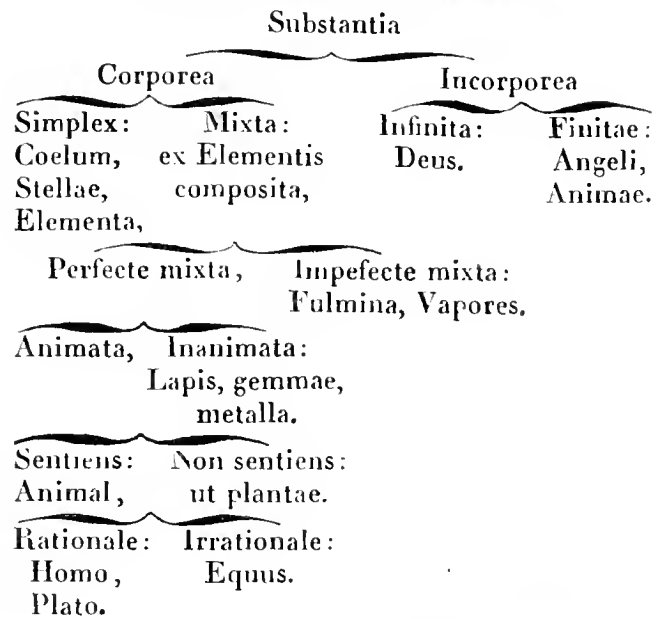 Substantia
Corporea Incorporea
Simplex: Mixta: Infinita: Finitae:
Coelum, ex Elementis Deus. Angeli,
Stellae, composita, Animae.
Elementa,
Perfecte mixta, Impefecte mixta:
Fulmina, Vapores.
Animata, Inanimata:
Lapis, gemmae,
metalla.
Sentiens: Non sentiens:
Animal, ut plantae.
Rationale: Irrationale:
Homo, Equus.
Plato.